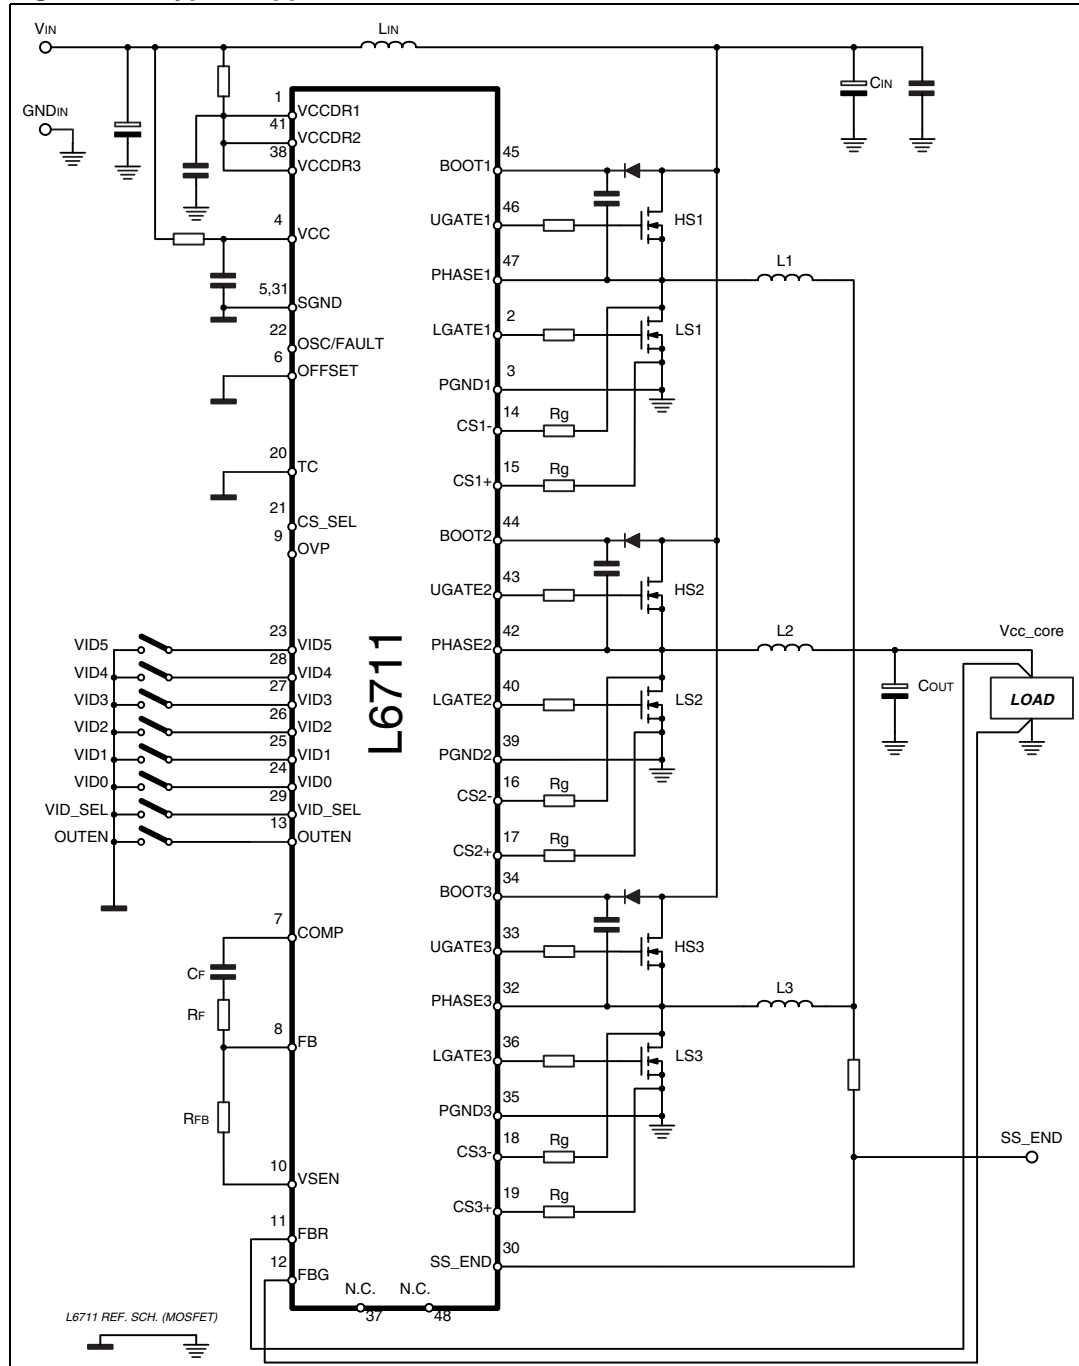 VIN
LIN
CIN
GNDIN
1
VCCDR1
41
VCCDR2
38
VCCDR3
4
VCC
5,31
SGND
22
OSC/FAULT
6
OFFSET
20
TC
21
CS_SEL
9
OVP
VID5
23
VID5
VID4
28
VID4
VID3
27
VID3
VID2
26
VID2
VID1
25
VID1
VID0
24
VID0
VID_SEL
29
VID_SEL
OUTEN
13
OUTEN
7
COMP
CF
RF
8
FB
RFB
10
VSEN
11
FBR
12
FBG
N.C.
37
N.C.
48
L6711
BOOT1
45
UGATE1
46
HS1
PHASE1
47
L1
LGATE1
2
LS1
PGND1
3
CS1-
14
Rg
CS1+
15
Rg
BOOT2
44
UGATE2
43
HS2
PHASE2
42
L2
LGATE2
40
LS2
PGND2
39
CS2-
16
Rg
CS2+
17
Rg
BOOT3
34
UGATE3
33
HS3
PHASE3
32
L3
LGATE3
36
LS3
PGND3
35
CS3-
18
Rg
CS3+
19
Rg
SS_END
30
Vcc_core
COUT
LOAD
SS_END
L6711 REF. SCH. (MOSFET)